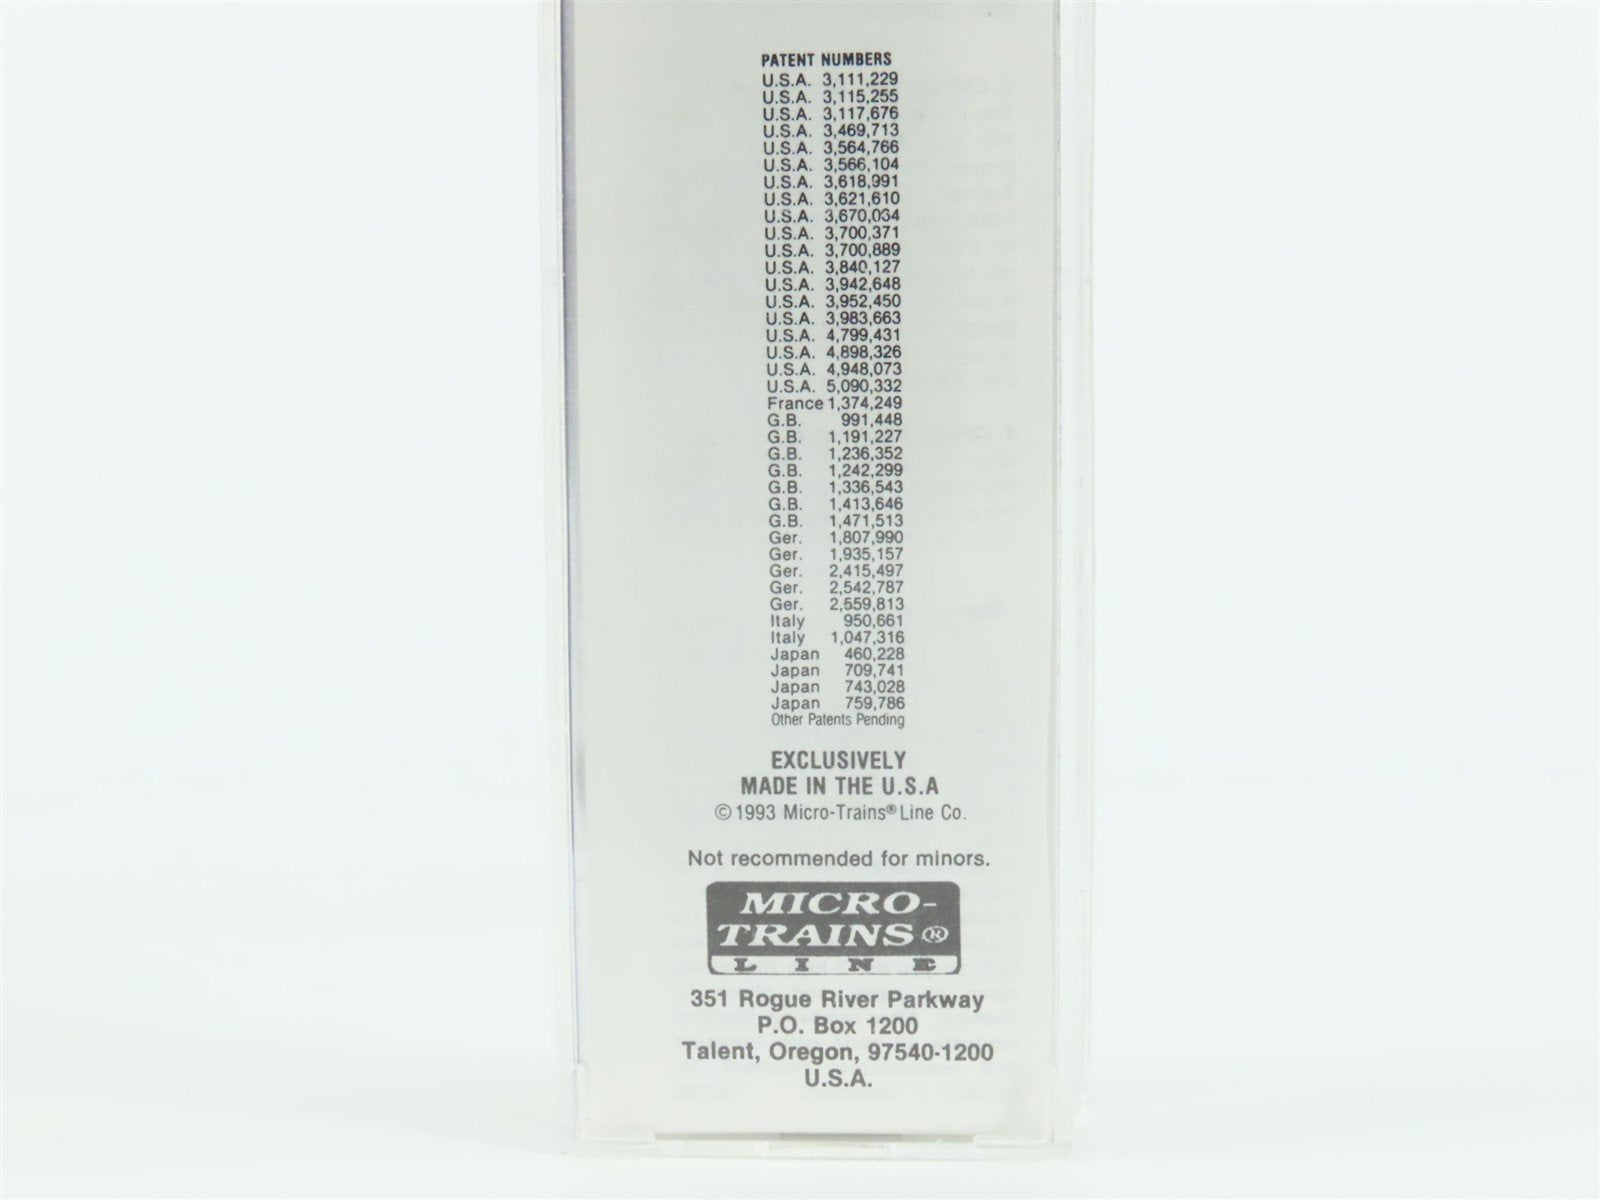 PATENT NUMBERS
U.S.A. 3,111,229
U.S.A. 3,115,255
U.S.A. 3,117,676
U.S.A. 3,469,713
U.S.A. 3,564,766
U.S.A. 3,566,104
U.S.A. 3,618,991
U.S.A. 3,621,610
U.S.A. 3,670,034
U.S.A. 3,700,371
U.S.A. 3,700,889
U.S.A. 3,840,127
U.S.A. 3,942,648
U.S.A. 3,952,450
U.S.A. 3,983,663
U.S.A. 4,799,431
U.S.A. 4,898,326
U.S.A. 4,948,073
U.S.A. 5,090,332
France 1,374,249
G.B. 991,448
G.B. 1,191,227
G.B. 1,236,352
G.B. 1,242,299
G.B. 1,336,543
G.B. 1,413,646
G.B. 1,471,513
Ger. 1,807,990
Ger. 1,935,157
Ger. 2,415,497
Ger. 2,542,787
Ger. 2,559,813
Italy 950,661
Italy 1,047,316
Japan 460,228
Japan 709,741
Japan 743,028
Japan 759,786
Other Patents Pending
EXCLUSIVELY
MADE IN THE U.S.A
©1993 Micro-Trains® Line Co.
Not recommended for minors.
MICRO-
TRAINS®
LINE
351 Rogue River Parkway
P.O. Box 1200
Talent, Oregon, 97540-1200
U.S.A.